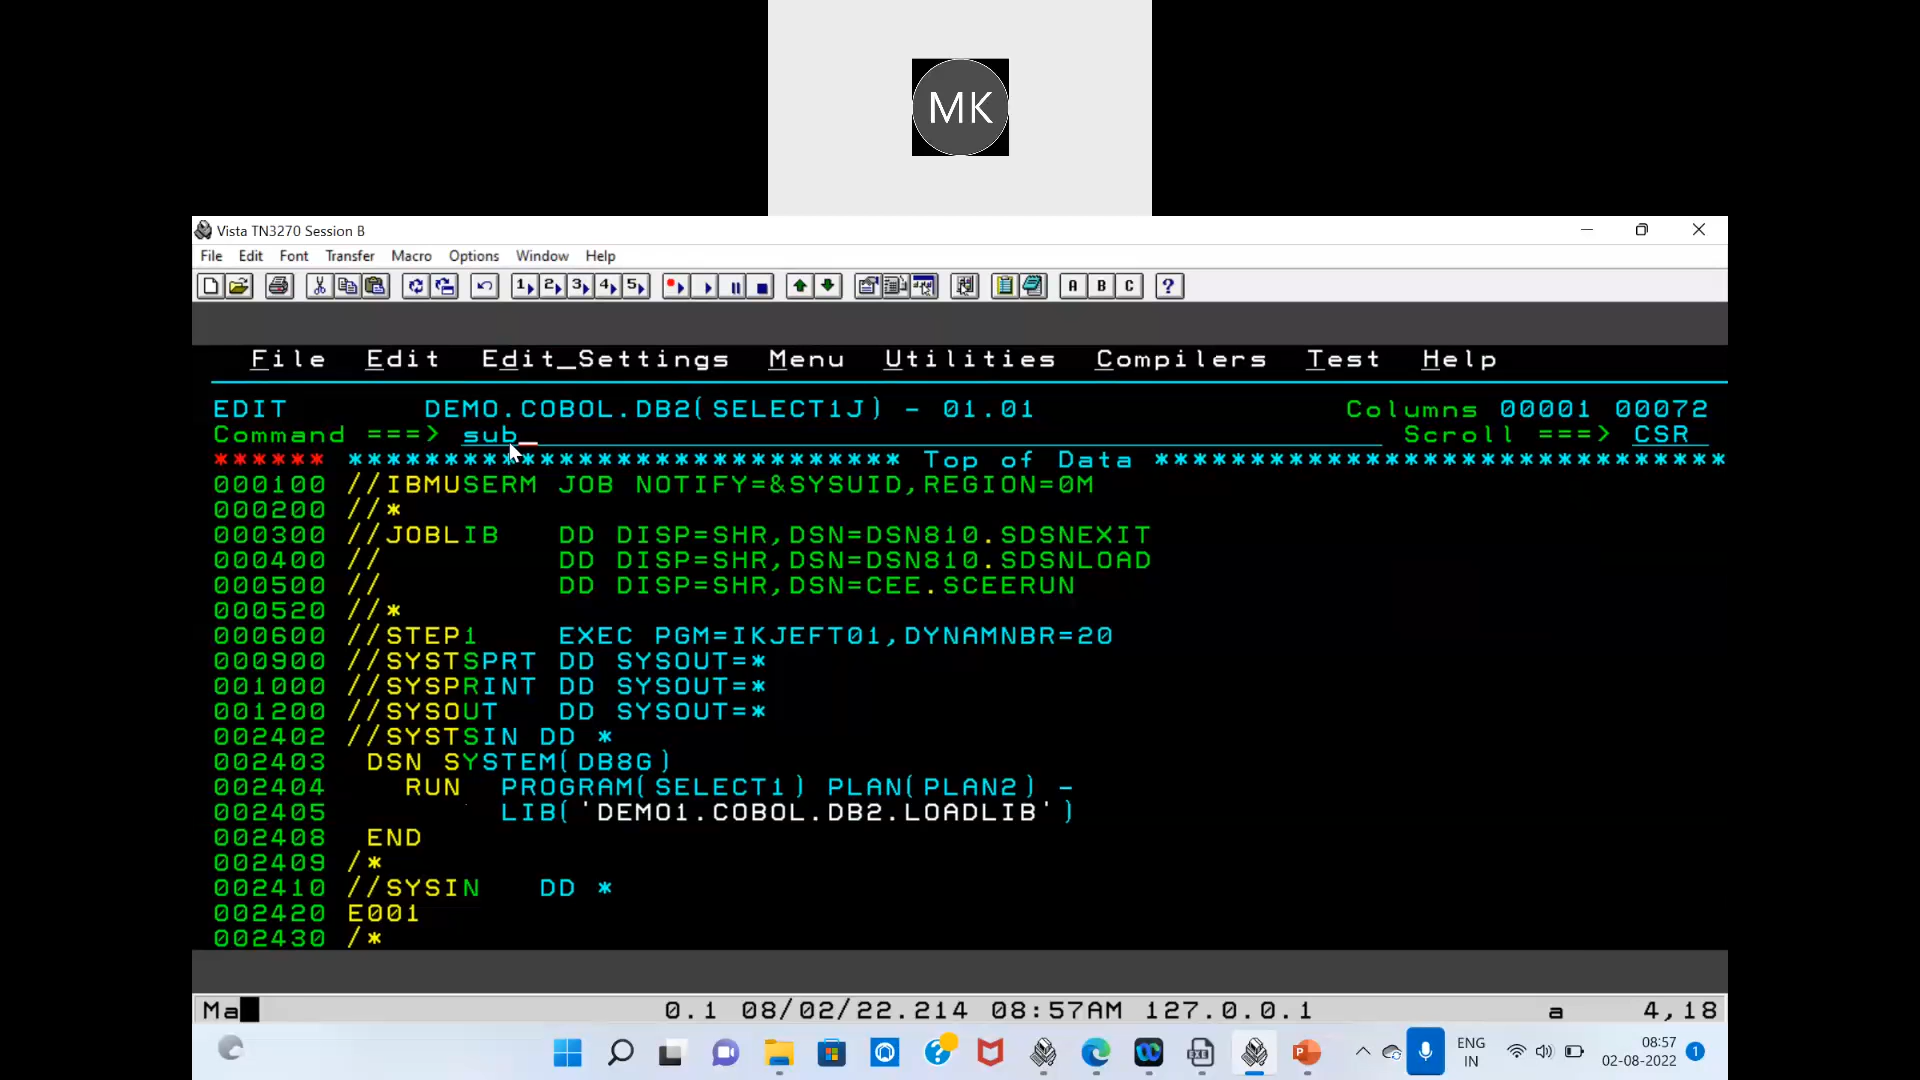 MK
Vista TN3270 Session B
File Edit Font Transfer Macro Options Window Help
1 2 3 4 5 A B C ?
File Edit Edit_Settings Menu Utilities Compilers Test Help
EDIT DEMO.COBOL.DB2(SELECT1J) - 01.01 Columns 00001 00072
Command ===> sub_ Scroll ===> CSR
****** ***************************** Top of Data ******************************
000100 //IBMUSERM JOB NOTIFY=&SYSUID,REGION=0M
000200 //*
000300 //JOBLIB DD DISP=SHR,DSN=DSN810.SDSNEXIT
000400 // DD DISP=SHR,DSN=DSN810.SDSNLOAD
000500 // DD DISP=SHR,DSN=CEE.SCEERUN
000520 //*
000600 //STEP1 EXEC PGM=IKJEFT01,DYNAMNBR=20
000900 //SYSTSPRT DD SYSOUT=*
001000 //SYSPRINT DD SYSOUT=*
001200 //SYSOUT DD SYSOUT=*
002402 //SYSTSIN DD *
002403 DSN SYSTEM(DB8G)
002404 RUN PROGRAM(SELECT1) PLAN(PLAN2) -
002405 LIB('DEMO1.COBOL.DB2.LOADLIB')
002408 END
002409 /*
002410 //SYSIN DD *
002420 E001
002430 /*
Ma 0.1 08/02/22.214 08:57AM 127.0.0.1 a 4,18
ENG 08:57
IN 02-08-2022 1